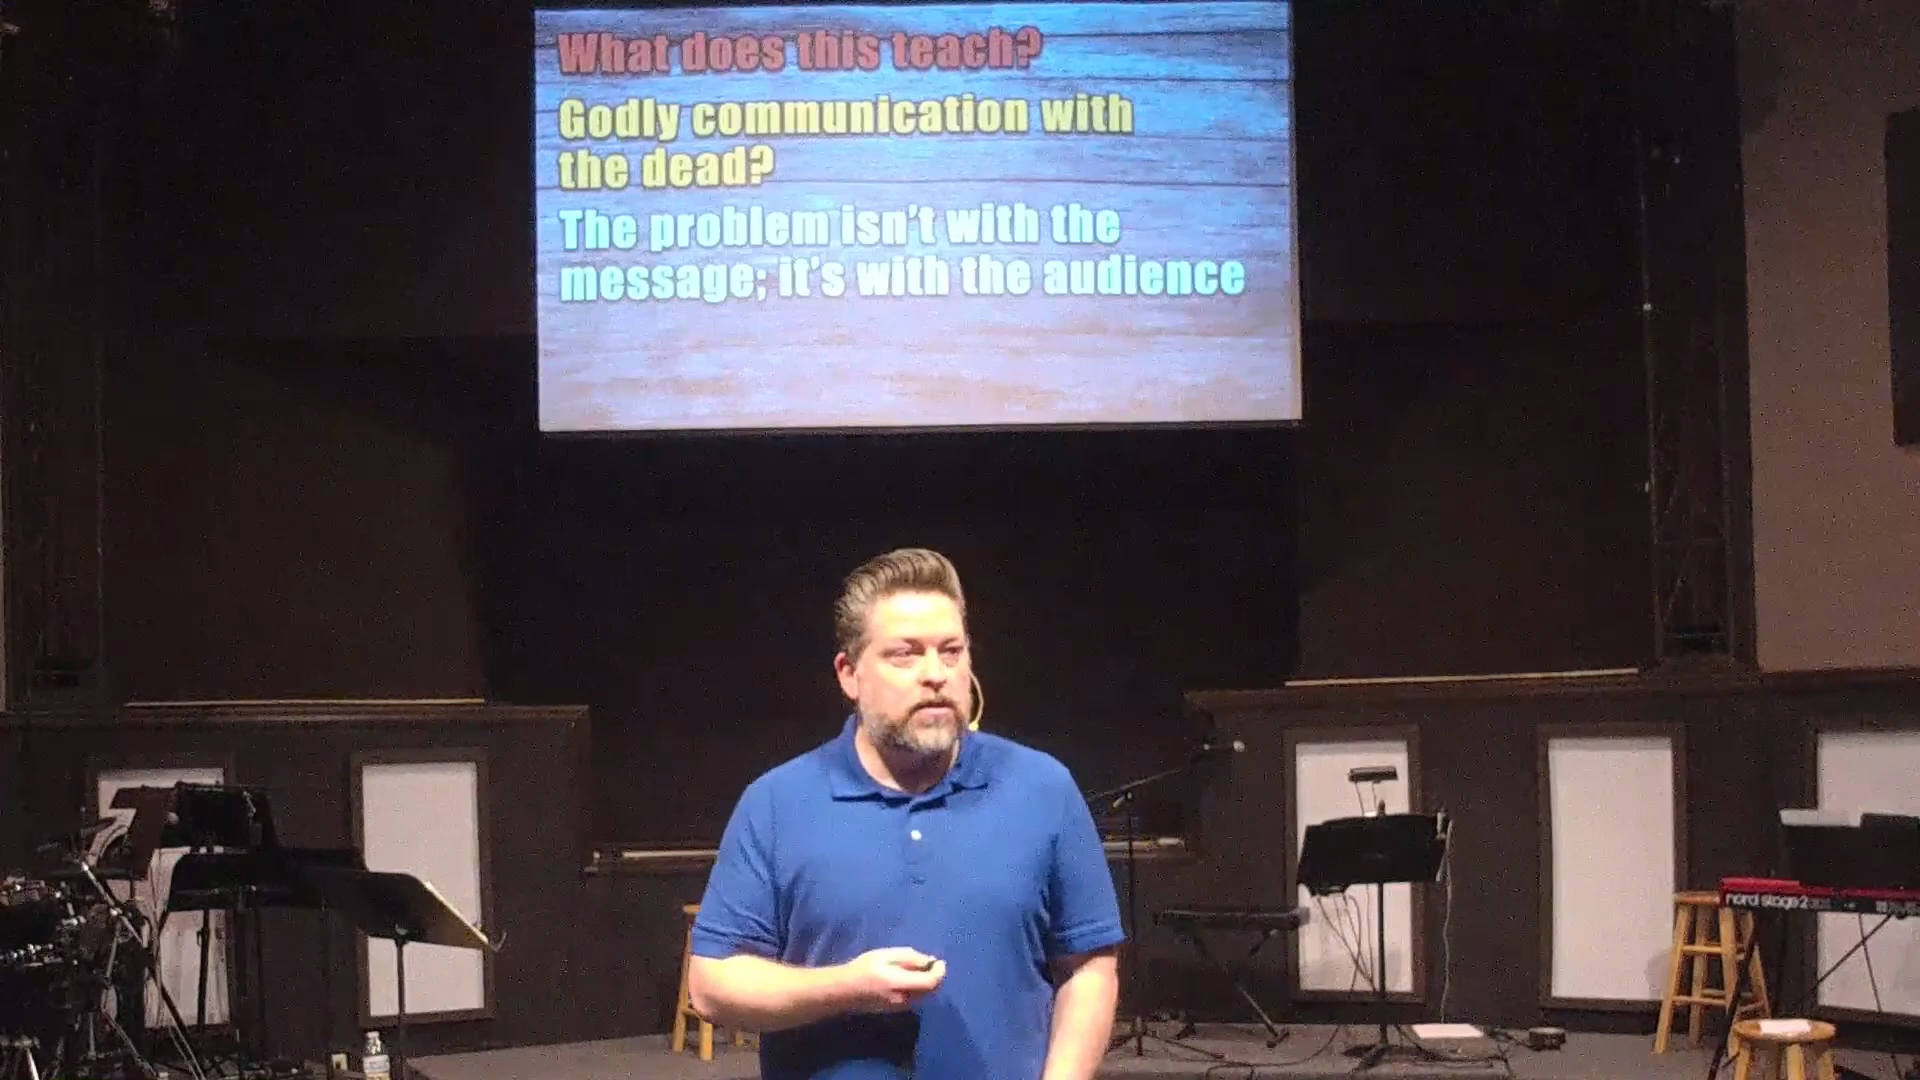 What does this teach?
Godly communication with
the dead?
The problem isn't with the
message; it's with the audience
nord stage 2